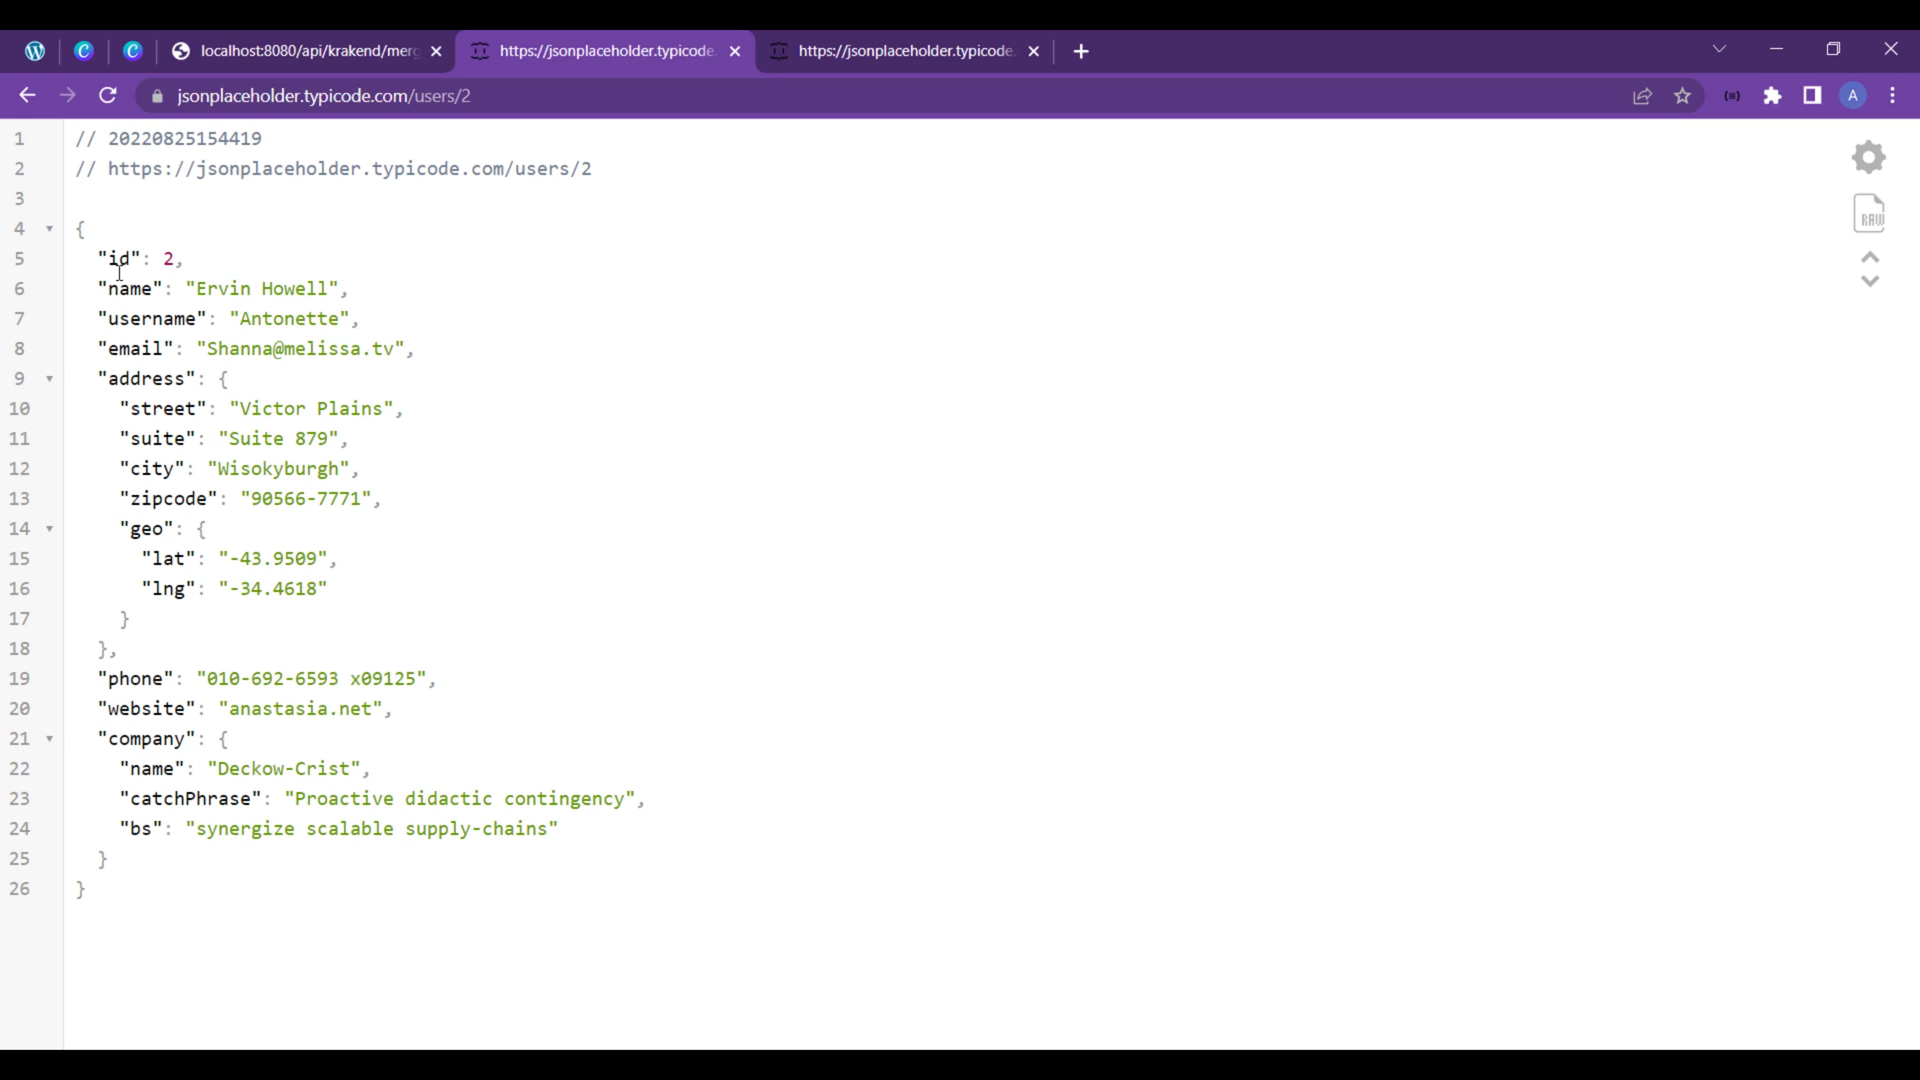 localhost:8080/api/krakend/merg
https://jsonplaceholder.typicode.
https://jsonplaceholder.typicode.
jsonplaceholder.typicode.com/users/2
A
RAW
1 // 20220825154419
2 // https://jsonplaceholder.typicode.com/users/2
3
4 {
5 "id": 2,
6 "name": "Ervin Howell",
7 "username": "Antonette",
8 "email": "Shanna@melissa.tv",
9 "address": {
10 "street": "Victor Plains",
11 "suite": "Suite 879",
12 "city": "Wisokyburgh",
13 "zipcode": "90566-7771",
14 "geo": {
15 "lat": "-43.9509",
16 "lng": "-34.4618"
17 }
18 },
19 "phone": "010-692-6593 x09125",
20 "website": "anastasia.net",
21 "company": {
22 "name": "Deckow-Crist",
23 "catchPhrase": "Proactive didactic contingency",
24 "bs": "synergize scalable supply-chains"
25 }
26 }